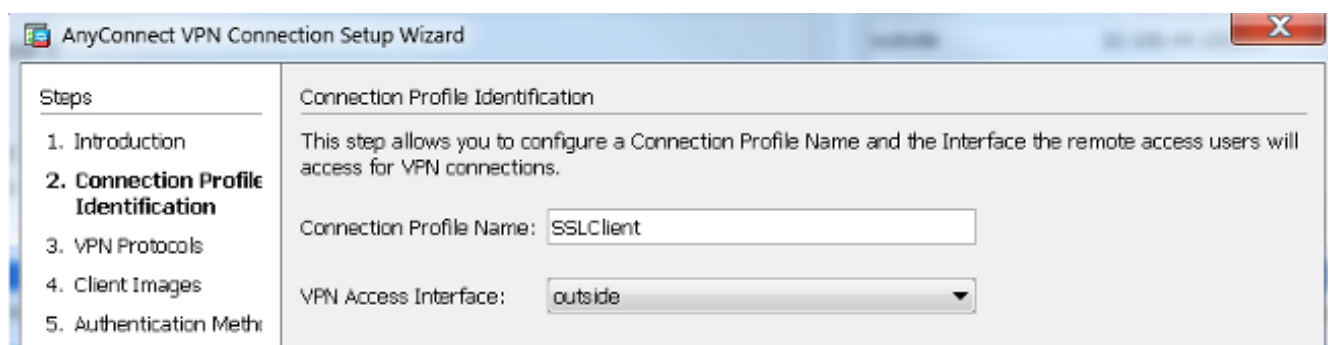 AnyConnect VPN Connection Setup Wizard
Steps
1. Introduction
2. Connection Profile
Identification
3. VPN Protocols
4. Client Images
5. Authentication Meth
Connection Profile Identification
This step allows you to configure a Connection Profile Name and the Interface the remote access users will
access for VPN connections.
Connection Profile Name: SSLClient
VPN Access Interface: outside